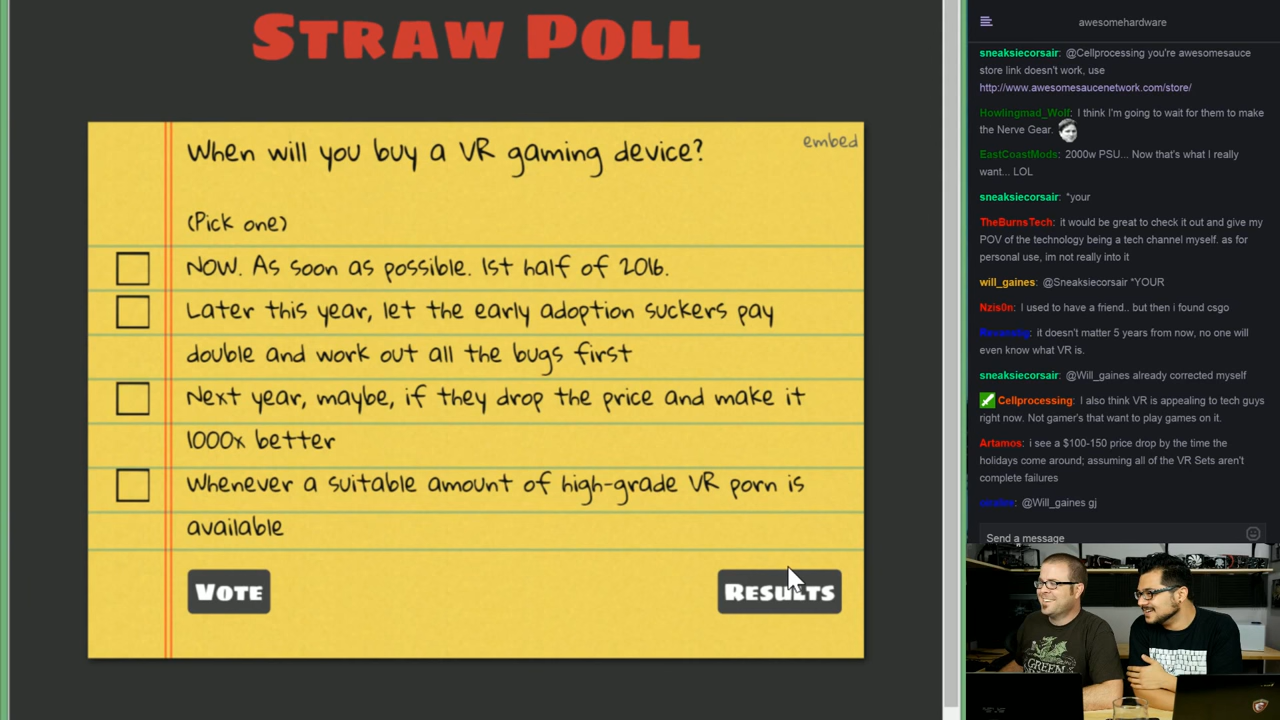 STRAW POLL
When will you buy a VR gaming device?
embed
(Pick one)
NOW. As soon as possible. 1st half of 2016.
Later this year, let the early adoption suckers pay
double and work out all the bugs first
Next year, maybe, if they drop the price and make it
1000x better
Whenever a suitable amount of high-grade VR porn is
available
VOTE
RESULTS
awesomehardware
sneaksiecorsair: @Cellprocessing you're awesomesauce
store link doesn't work, use
http://www.awesomesaucenetwork.com/store/
Howlingmad_Wolf: I think I'm going to wait for them to make
the Nerve Gear.
EastCoastMods: 2000w PSU... Now that's what I really
want... LOL
sneaksiecorsair: *your
TheBurnsTech: it would be great to check it out and give my
POV of the technology being a tech channel myself. as for
personal use, im not really into it
will_gaines: @Sneaksiecorsair *YOUR
Nzis0n: I used to have a friend.. but then i found csgo
it doesn't matter 5 years from now, no one will
even know what VR is.
sneaksiecorsair: @Will_gaines already corrected myself
Cellprocessing: I also think VR is appealing to tech guys
right now. Not gamer's that want to play games on it.
Artamos: i see a $100-150 price drop by the time the
holidays come around; assuming all of the VR Sets aren't
complete failures
@Will_gaines gj
Send a message
GREEN